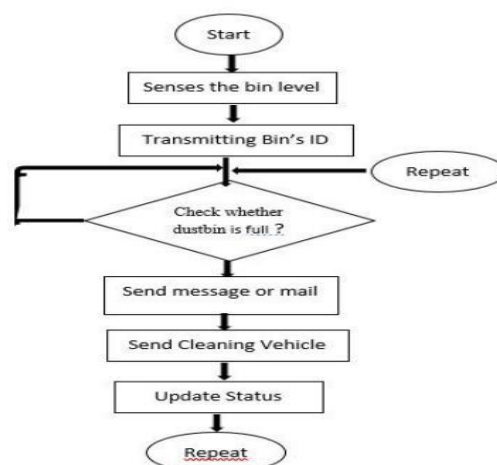 Start
Senses the bin level
Transmitting Bin's ID
Repeat
Check whether
dustbin is full ?
Send message or mail
Send Cleaning Vehicle
Update Status
Repeat